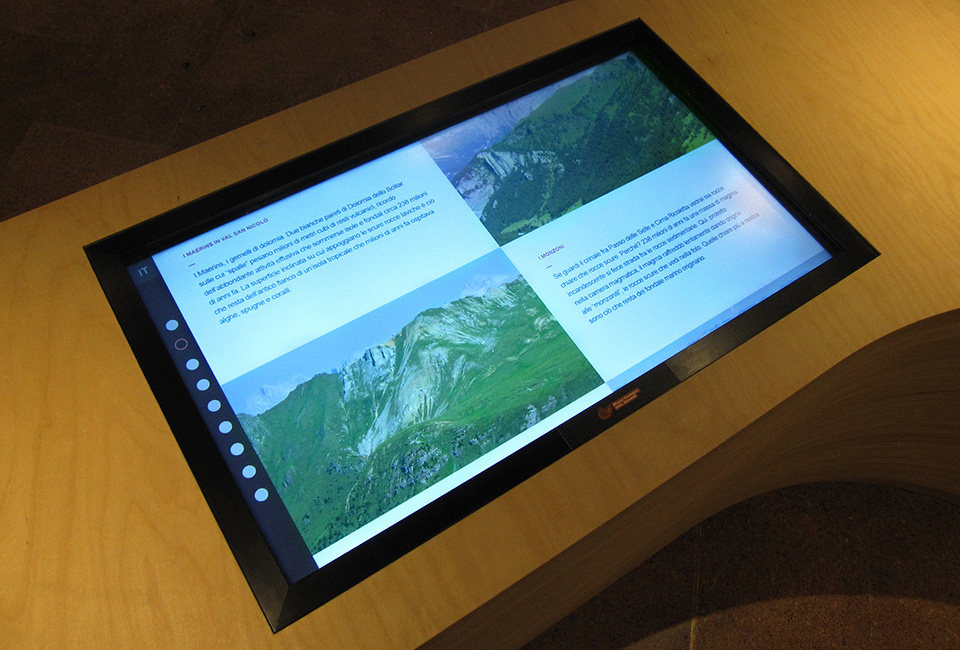 IT
I MAERINS IN VAL SAN NICOLÒ
I Maerins, i gemelli di dolomia. Due bianche pareti di Dolomia dello Sciliar
sulle cui "spalle" pesano milioni di metri cubi di resti vulcanici, ricordo
dell'abbondante attività effusiva che sommerse isole e fondali circa 238 milioni
di anni fa. La superficie inclinata su cui appoggiano le scure rocce laviche è ciò
che resta dell'antico fianco di un'isola tropicale che milioni di anni fa ospitava
alghe, spugne e coralli.
I MONZONI
Se guardi il crinale fra Passo delle Selle e Cima Ricoletta vedrai sia rocce
chiare che rocce scure. Perché? 238 milioni di anni fa una massa di magma
incandescente si fece strada fra le rocce sedimentarie. Qui, protetto
nella camera magmatica, il magma raffreddò lentamente dando origine
alle "monzoniti", le rocce scure che vedi nella foto. Quelle chiare più a destra
sono ciò che resta del fondale marino originario.